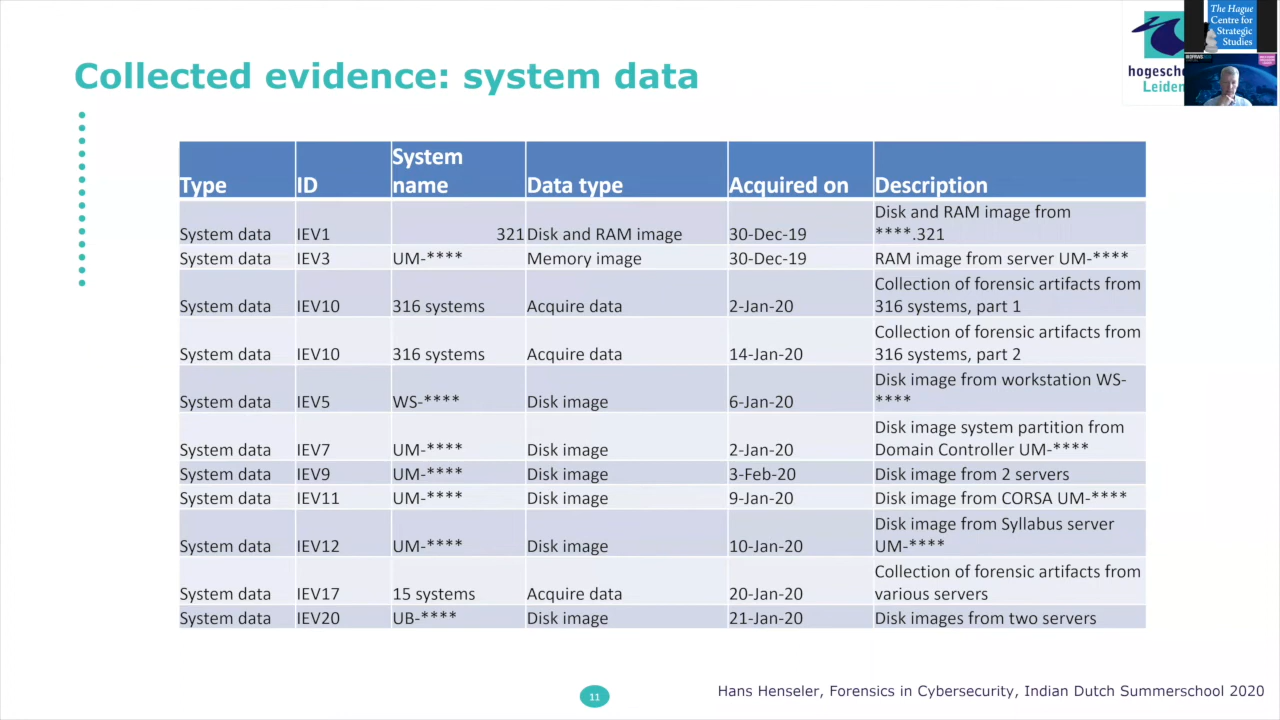 The Hague
Centre for
Strategic
Studies
Collected evidence: system data
Leiden
Type ID System name Data type Acquired on Description
System data IEV1 321 Disk and RAM image 30-Dec-19 Disk and RAM image from
****.321
System data IEV3 UM-**** Memory image 30-Dec-19 RAM image from server UM-****
System data IEV10 316 systems Acquire data 2-Jan-20 Collection of forensic artifacts from
316 systems, part 1
System data IEV10 316 systems Acquire data 14-Jan-20 Collection of forensic artifacts from
316 systems, part 2
System data IEV5 WS-**** Disk image 6-Jan-20 Disk image from workstation WS-
****
System data IEV7 UM-**** Disk image 2-Jan-20 Disk image system partition from
Domain Controller UM-****
System data IEV9 UM-**** Disk image 3-Feb-20 Disk image from 2 servers
System data IEV11 UM-**** Disk image 9-Jan-20 Disk image from CORSA UM-****
System data IEV12 UM-**** Disk image 10-Jan-20 Disk image from Syllabus server
UM-****
System data IEV17 15 systems Acquire data 20-Jan-20 Collection of forensic artifacts from
various servers
System data IEV20 UB-**** Disk image 21-Jan-20 Disk images from two servers
11
Hans Henseler, Forensics in Cybersecurity, Indian Dutch Summerschool 2020